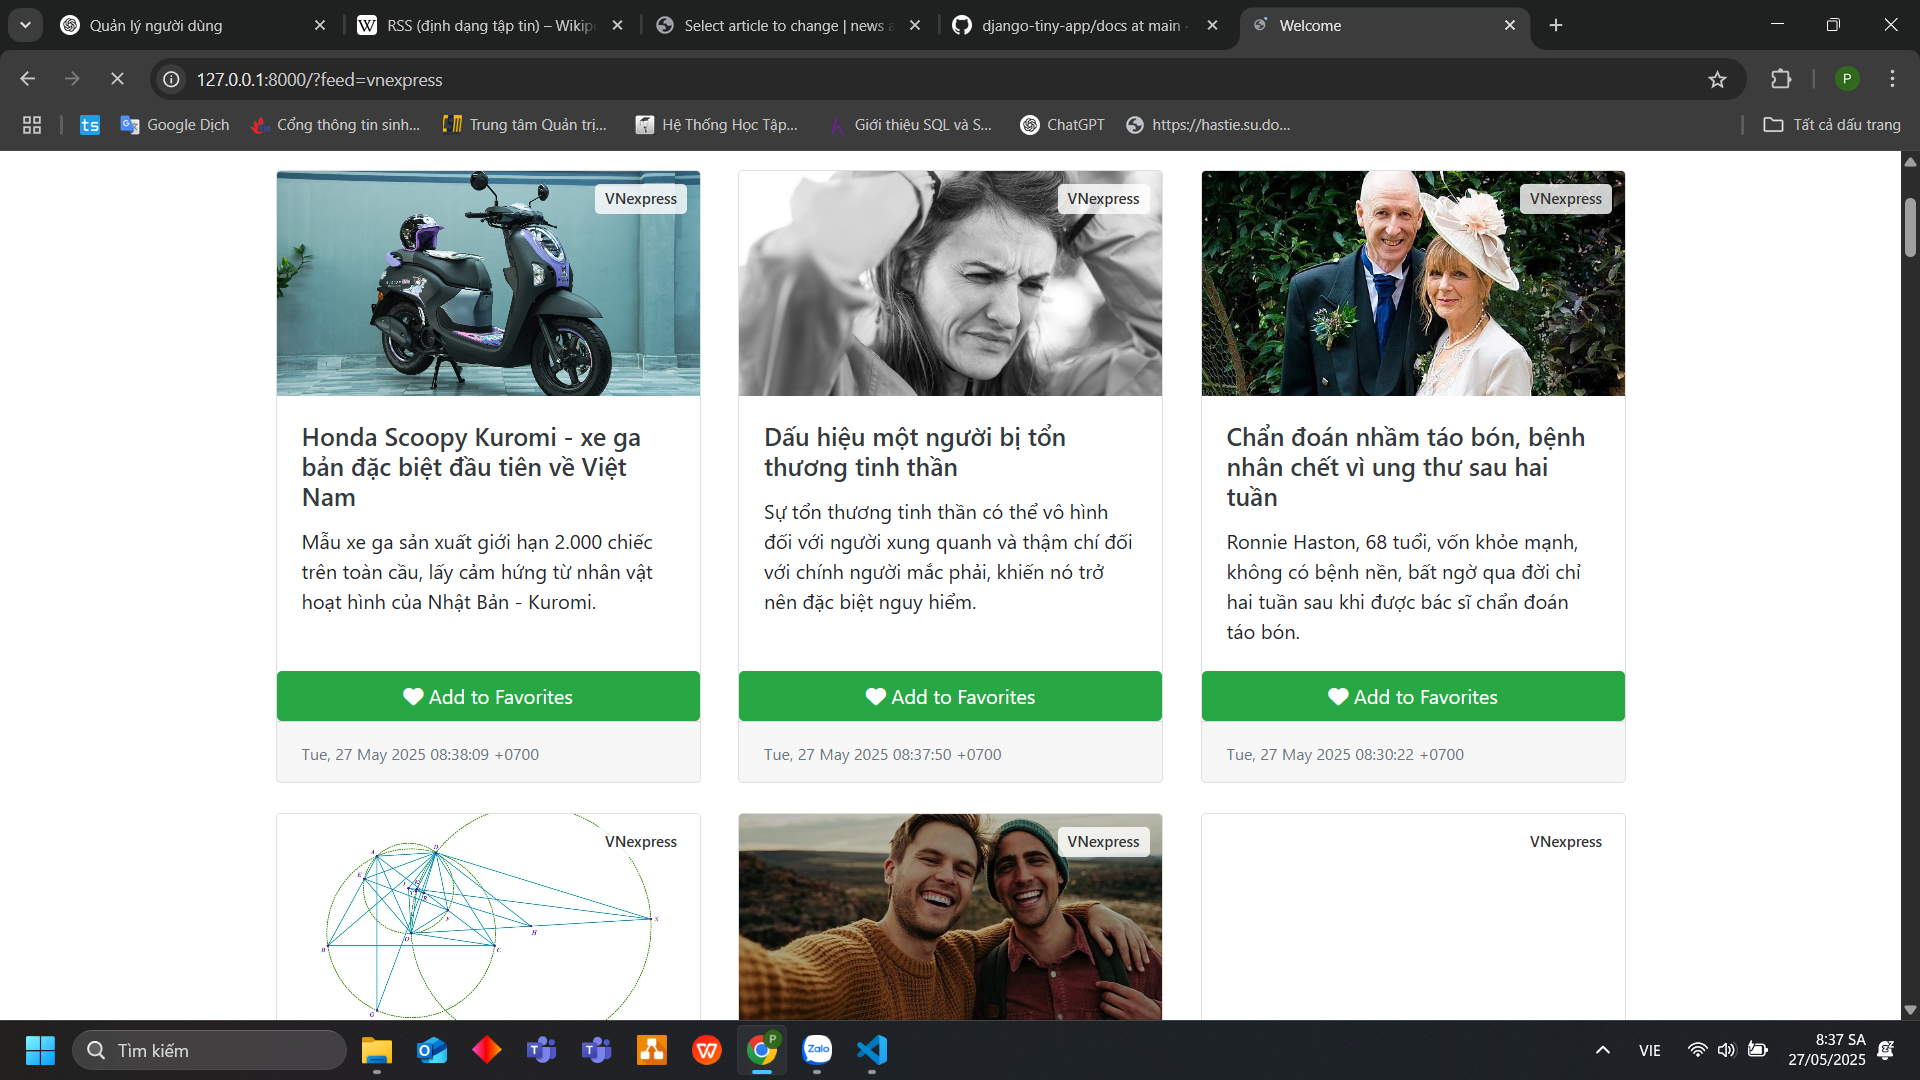 Quản lý người dùng
RSS (định dạng tập tin) – Wikip
Select article to change | news a
django-tiny-app/docs at main ·
Welcome
127.0.0.1:8000/?feed=vnexpress
P
ts
Google Dịch
Cổng thông tin sinh...
Trung tâm Quản trị...
Hệ Thống Học Tập...
Giới thiệu SQL và S...
ChatGPT
https://hastie.su.do...
Tất cả dấu trang
VNexpress
VNexpress
VNexpress
Honda Scoopy Kuromi - xe ga
bản đặc biệt đầu tiên về Việt
Nam
Mẫu xe ga sản xuất giới hạn 2.000 chiếc
trên toàn cầu, lấy cảm hứng từ nhân vật
hoạt hình của Nhật Bản - Kuromi.
Add to Favorites
Tue, 27 May 2025 08:38:09 +0700
Dấu hiệu một người bị tổn
thương tinh thần
Sự tổn thương tinh thần có thể vô hình
đối với người xung quanh và thậm chí đối
với chính người mắc phải, khiến nó trở
nên đặc biệt nguy hiểm.
Add to Favorites
Tue, 27 May 2025 08:37:50 +0700
Chẩn đoán nhầm táo bón, bệnh
nhân chết vì ung thư sau hai
tuần
Ronnie Haston, 68 tuổi, vốn khỏe mạnh,
không có bệnh nền, bất ngờ qua đời chỉ
hai tuần sau khi được bác sĩ chẩn đoán
táo bón.
Add to Favorites
Tue, 27 May 2025 08:30:22 +0700
VNexpress
VNexpress
VNexpress
Tìm kiếm
Zalo
P
VIE
8:37 SA
27/05/2025